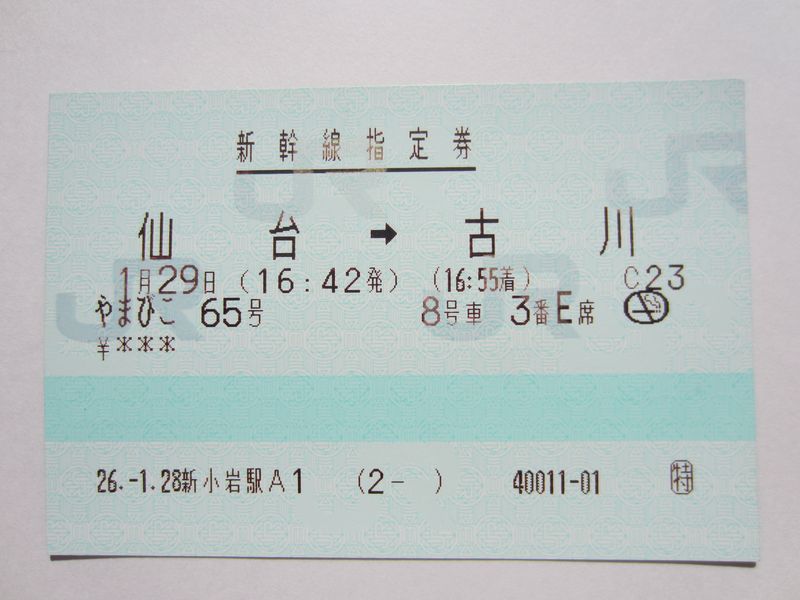 新幹線指定券
仙台→古川
1月29日(16:42発) (16:55着) C23
やまびこ 65号 8号車 3番E席
¥***
26.-1.28新小岩駅A1 (2- ) 40011-01 特